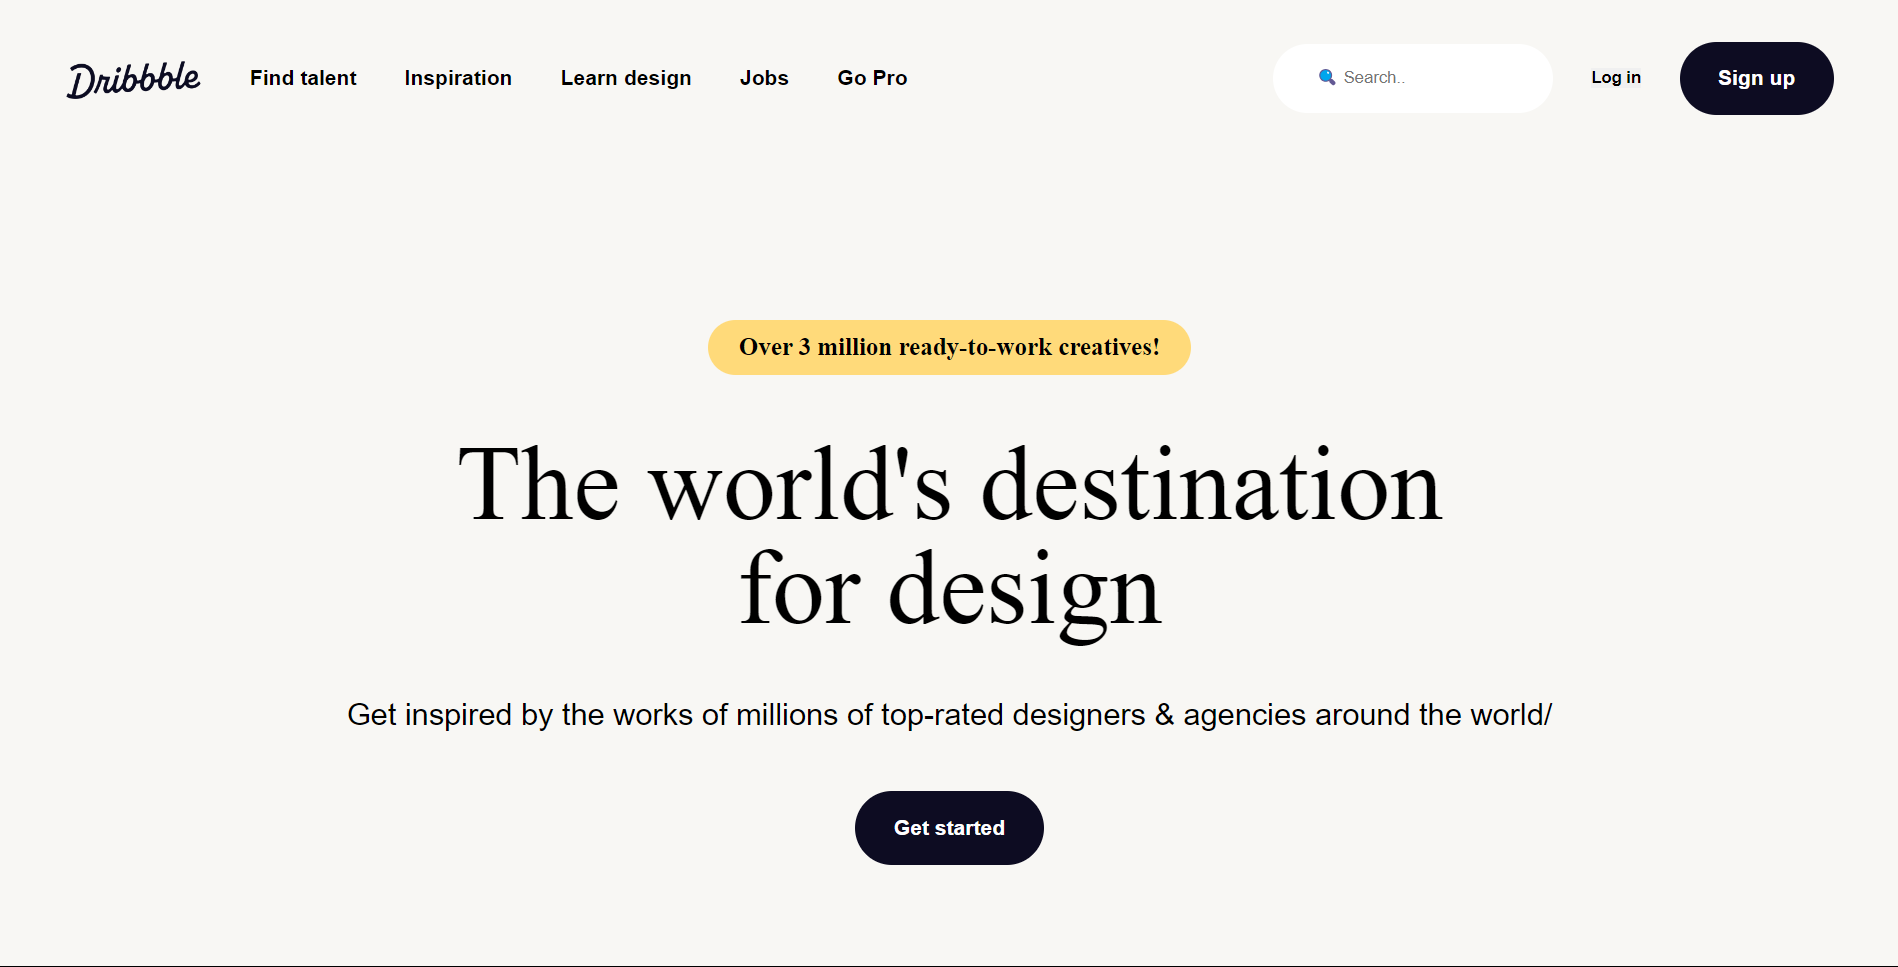 Dribbble Find talent Inspiration Learn design Jobs Go Pro 🔍 Search.. Log in Sign up
Over 3 million ready-to-work creatives!
The world's destination
for design
Get inspired by the works of millions of top-rated designers & agencies around the world/
Get started